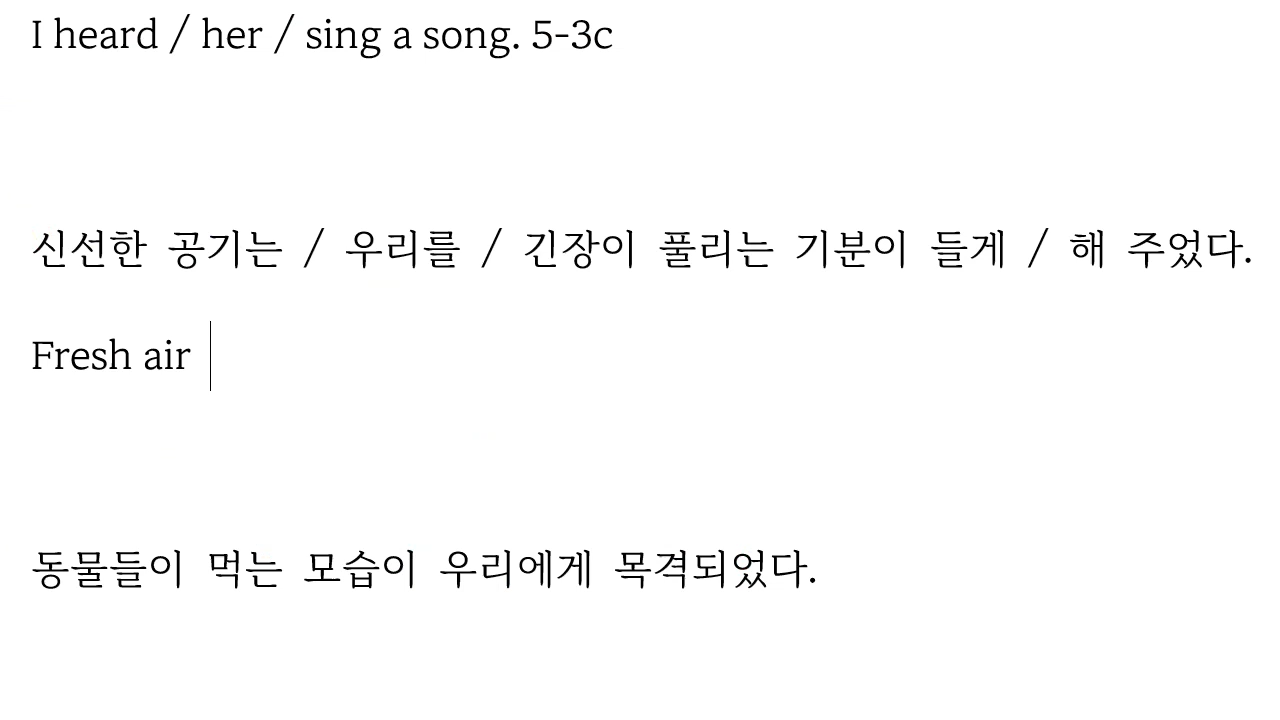 I heard / her / sing a song. 5-3c
신선한 공기는 / 우리를 / 긴장이 풀리는 기분이 들게 / 해 주었다.
Fresh air
동물들이 먹는 모습이 우리에게 목격되었다.